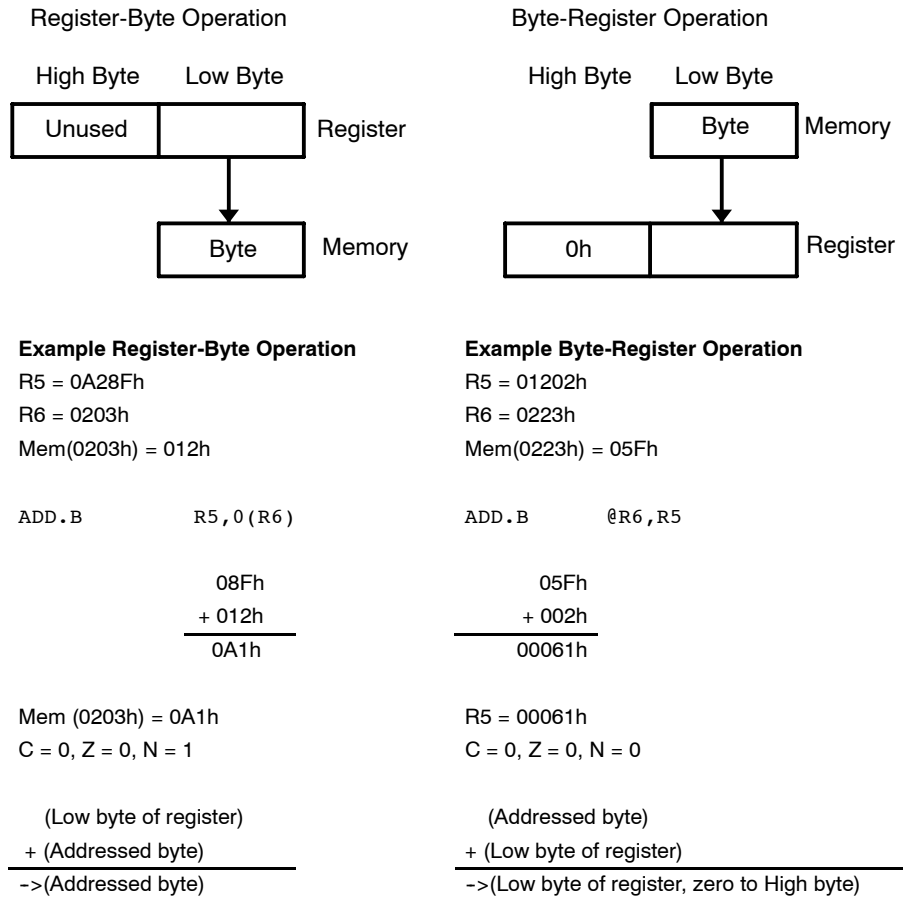 Register-Byte Operation
High Byte Low Byte
Unused
Register
Byte
Memory
Byte-Register Operation
High Byte Low Byte
Byte
Memory
0h
Register
Example Register-Byte Operation
R5 = 0A28Fh
R6 = 0203h
Mem(0203h) = 012h
ADD.B R5,0(R6)
08Fh
+ 012h
0A1h
Mem (0203h) = 0A1h
C = 0, Z = 0, N = 1
(Low byte of register)
+ (Addressed byte)
->(Addressed byte)
Example Byte-Register Operation
R5 = 01202h
R6 = 0223h
Mem(0223h) = 05Fh
ADD.B @R6,R5
05Fh
+ 002h
00061h
R5 = 00061h
C = 0, Z = 0, N = 0
(Addressed byte)
+ (Low byte of register)
->(Low byte of register, zero to High byte)